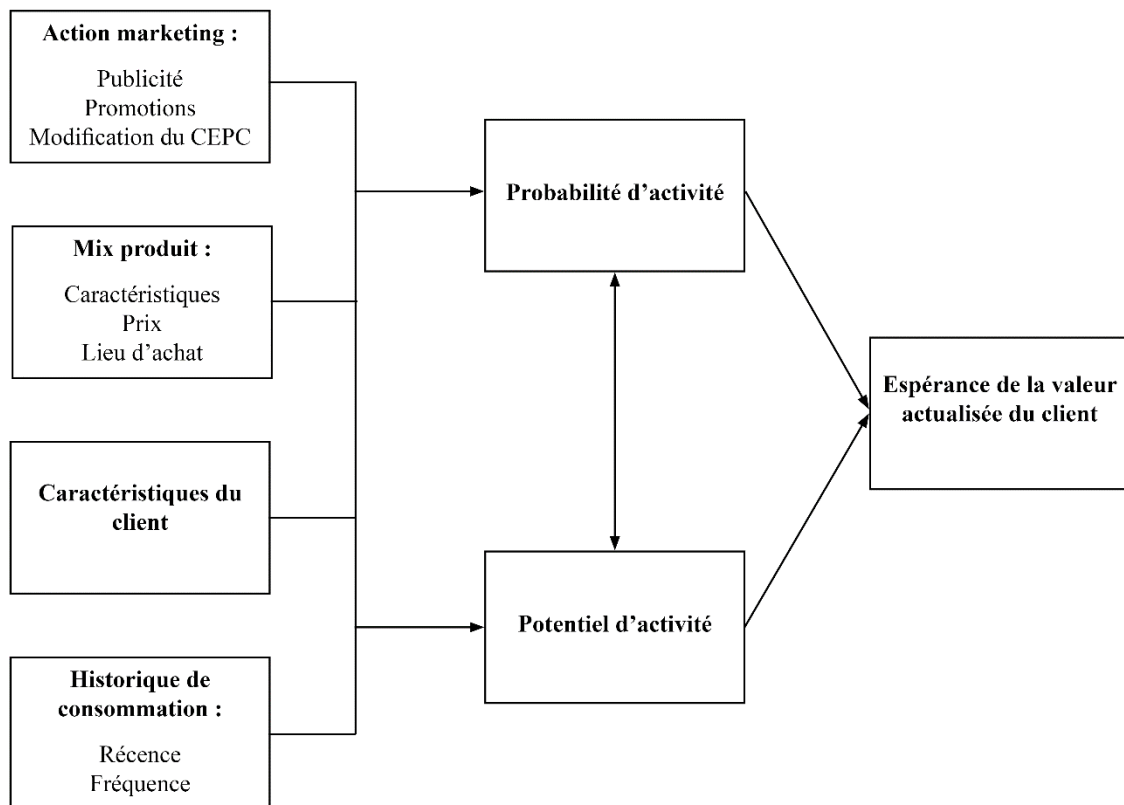 Action marketing :
Publicité
Promotions
Modification du CEPC
Mix produit :
Caractéristiques
Prix
Lieu d’achat
Caractéristiques du
client
Historique de
consommation :
Récence
Fréquence
Probabilité d’activité
Potentiel d’activité
Espérance de la valeur
actualisée du client